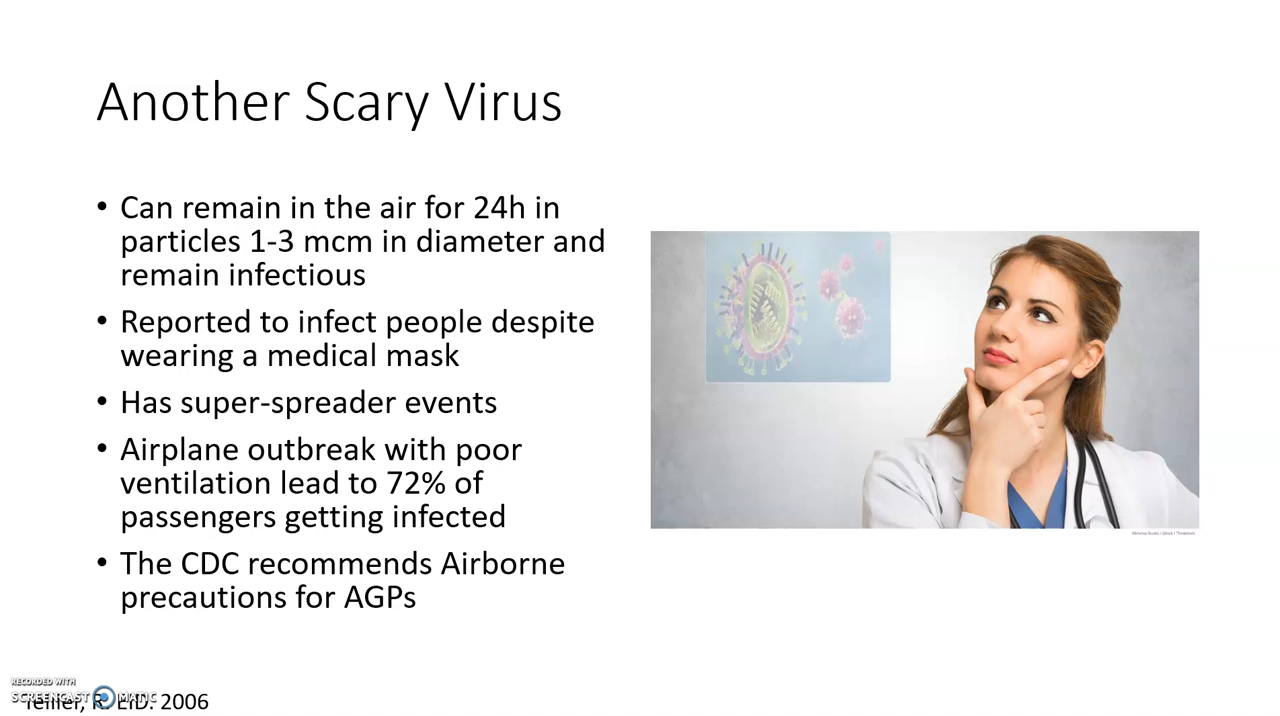 Another Scary Virus
• Can remain in the air for 24h in
particles 1-3 mcm in diameter and
remain infectious
• Reported to infect people despite
wearing a medical mask
• Has super-spreader events
• Airplane outbreak with poor
ventilation lead to 72% of
passengers getting infected
• The CDC recommends Airborne
precautions for AGPs
RECORDED WITH
SCREENCAST MATIC
R. EID. 2006